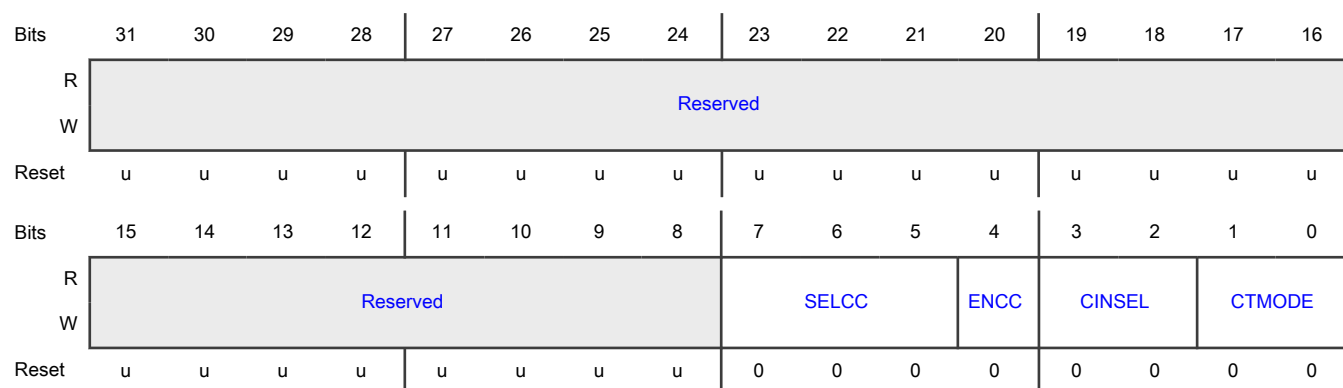 Bits 31 30 29 28 27 26 25 24 23 22 21 20 19 18 17 16
R
Reserved
W
Reset u u u u u u u u u u u u u u u u
Bits 15 14 13 12 11 10 9 8 7 6 5 4 3 2 1 0
R
Reserved SELCC ENCC CINSEL CTMODE
W
Reset u u u u u u u u 0 0 0 0 0 0 0 0